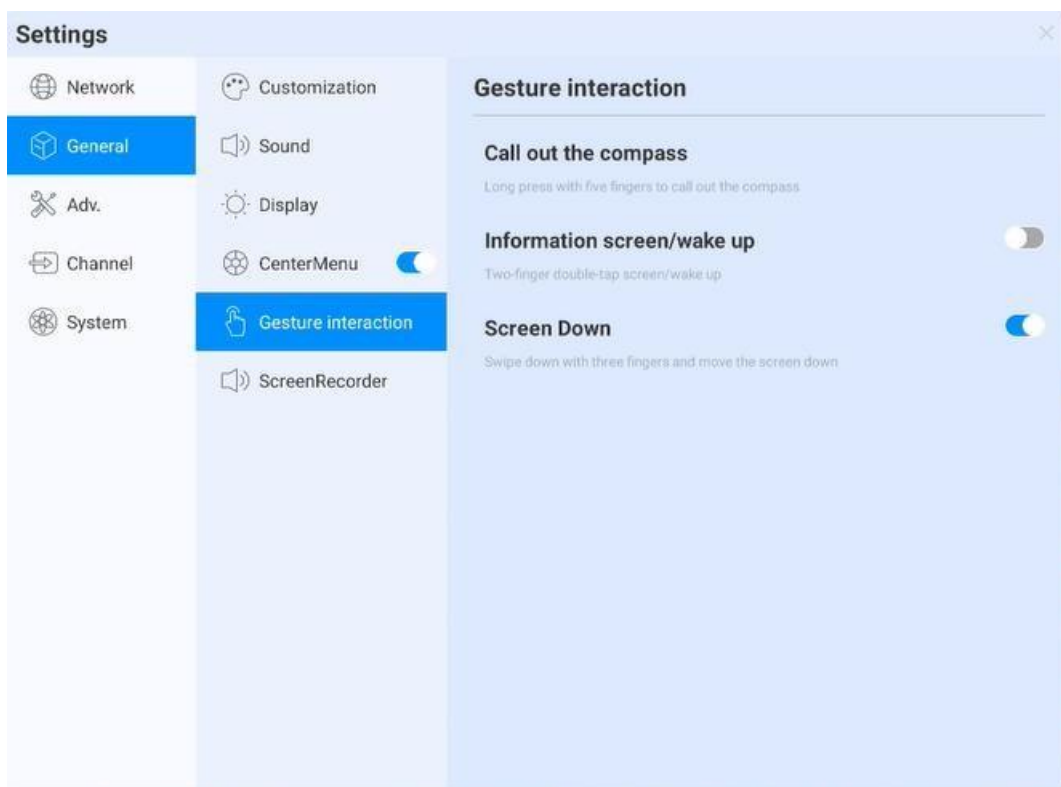 Settings
Network
General
Adv.
Channel
System
Customization
Sound
Display
CenterMenu
Gesture interaction
ScreenRecorder
Gesture interaction
Call out the compass
Long press with five fingers to call out the compass
Information screen/wake up
Two-finger double-tap screen/wake up
Screen Down
Swipe down with three fingers and move the screen down